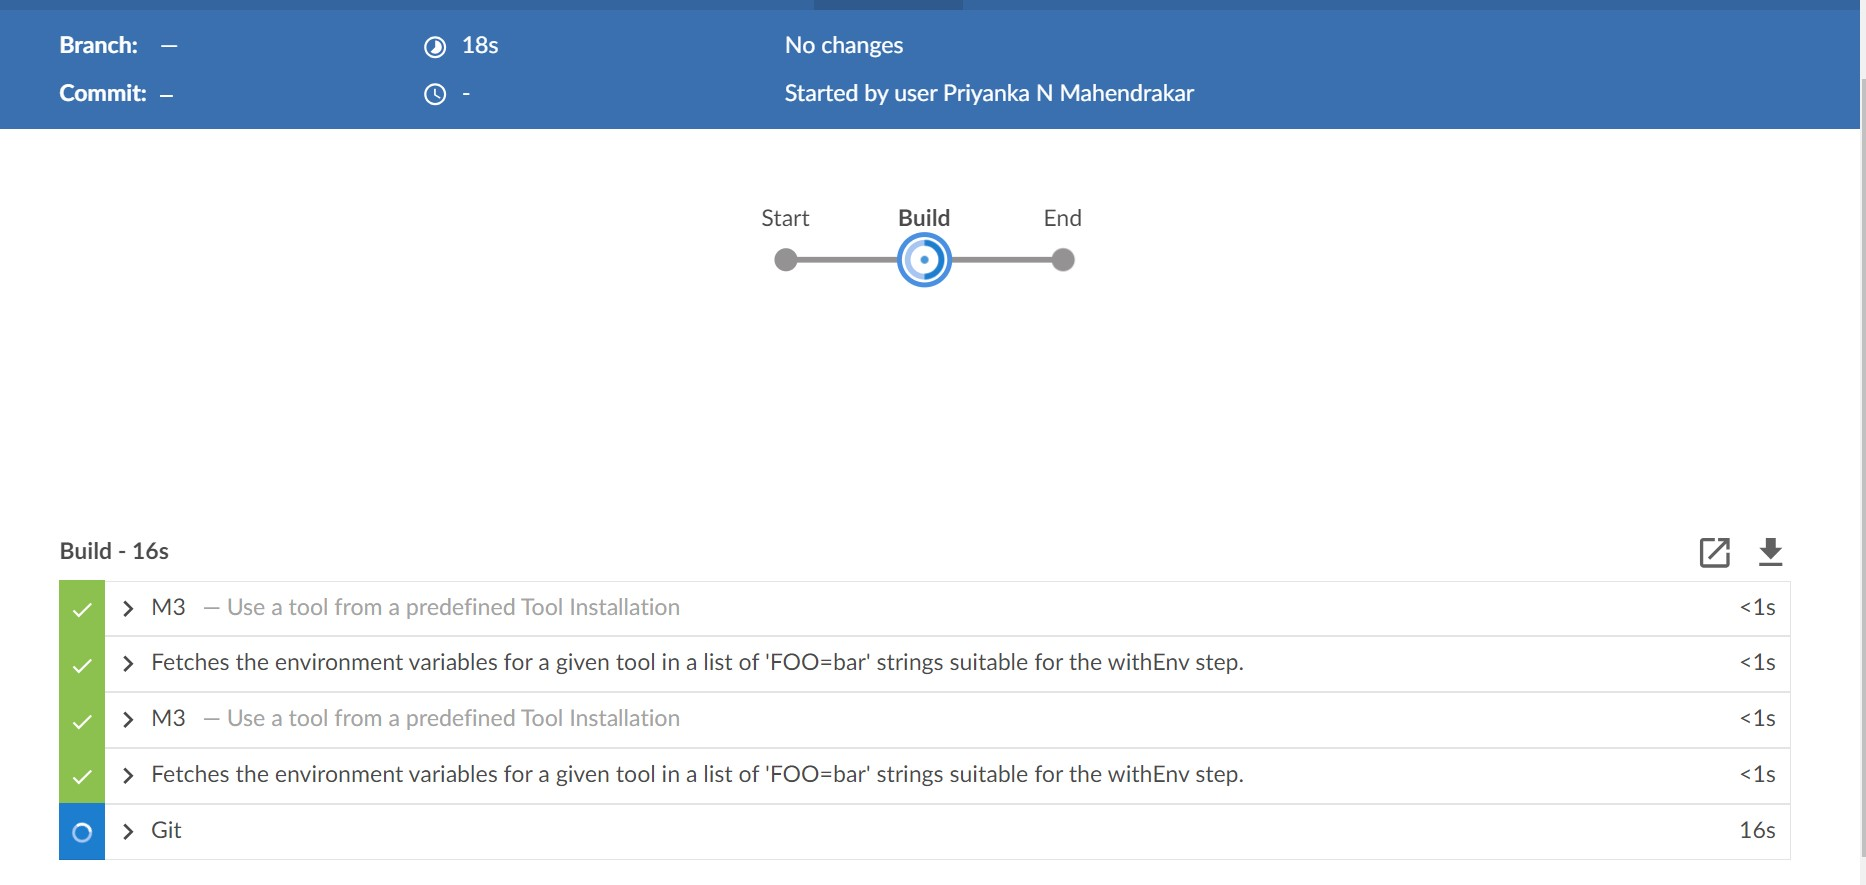 Branch: —
18s
No changes
Commit: —
-
Started by user Priyanka N Mahendrakar
Start
Build
End
Build - 16s
M3 — Use a tool from a predefined Tool Installation <1s
Fetches the environment variables for a given tool in a list of 'FOO=bar' strings suitable for the withEnv step. <1s
M3 — Use a tool from a predefined Tool Installation <1s
Fetches the environment variables for a given tool in a list of 'FOO=bar' strings suitable for the withEnv step. <1s
Git 16s